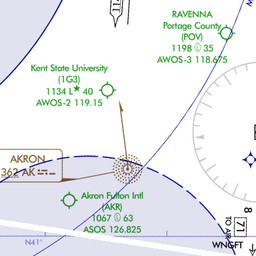 RAVENNA
Portage County
(POV)
1198 Ⓛ 35
AWOS-3 118.675
Kent State University
(1G3)
1134 L★ 40
AWOS-2 119.15
AKRON
362 AK
Akron Fulton Intl
(AKR)
1067 Ⓛ 63
ASOS 126.825
N41°
8
[71]
TO AIR
WNGFT